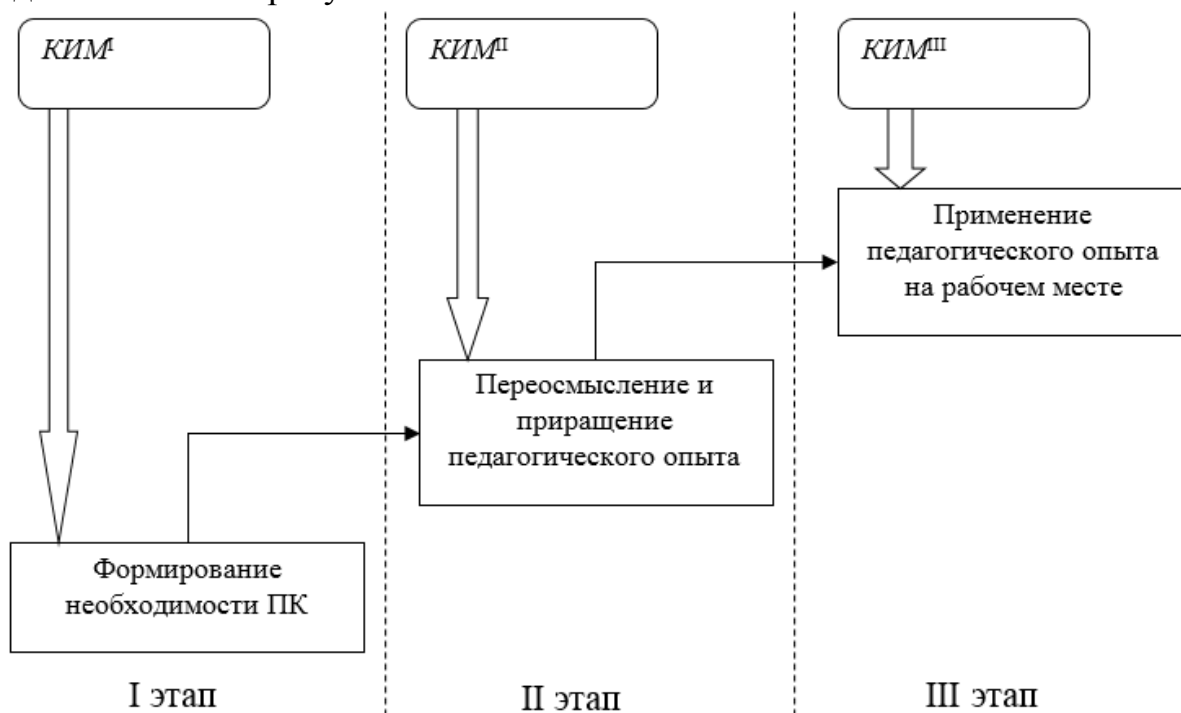 КИМᴵ
КИМᴵᴵ
КИМᴵᴵᴵ
Применение
педагогического опыта
на рабочем месте
Переосмысление и
приращение
педагогического опыта
Формирование
необходимости ПК
I этап
II этап
III этап